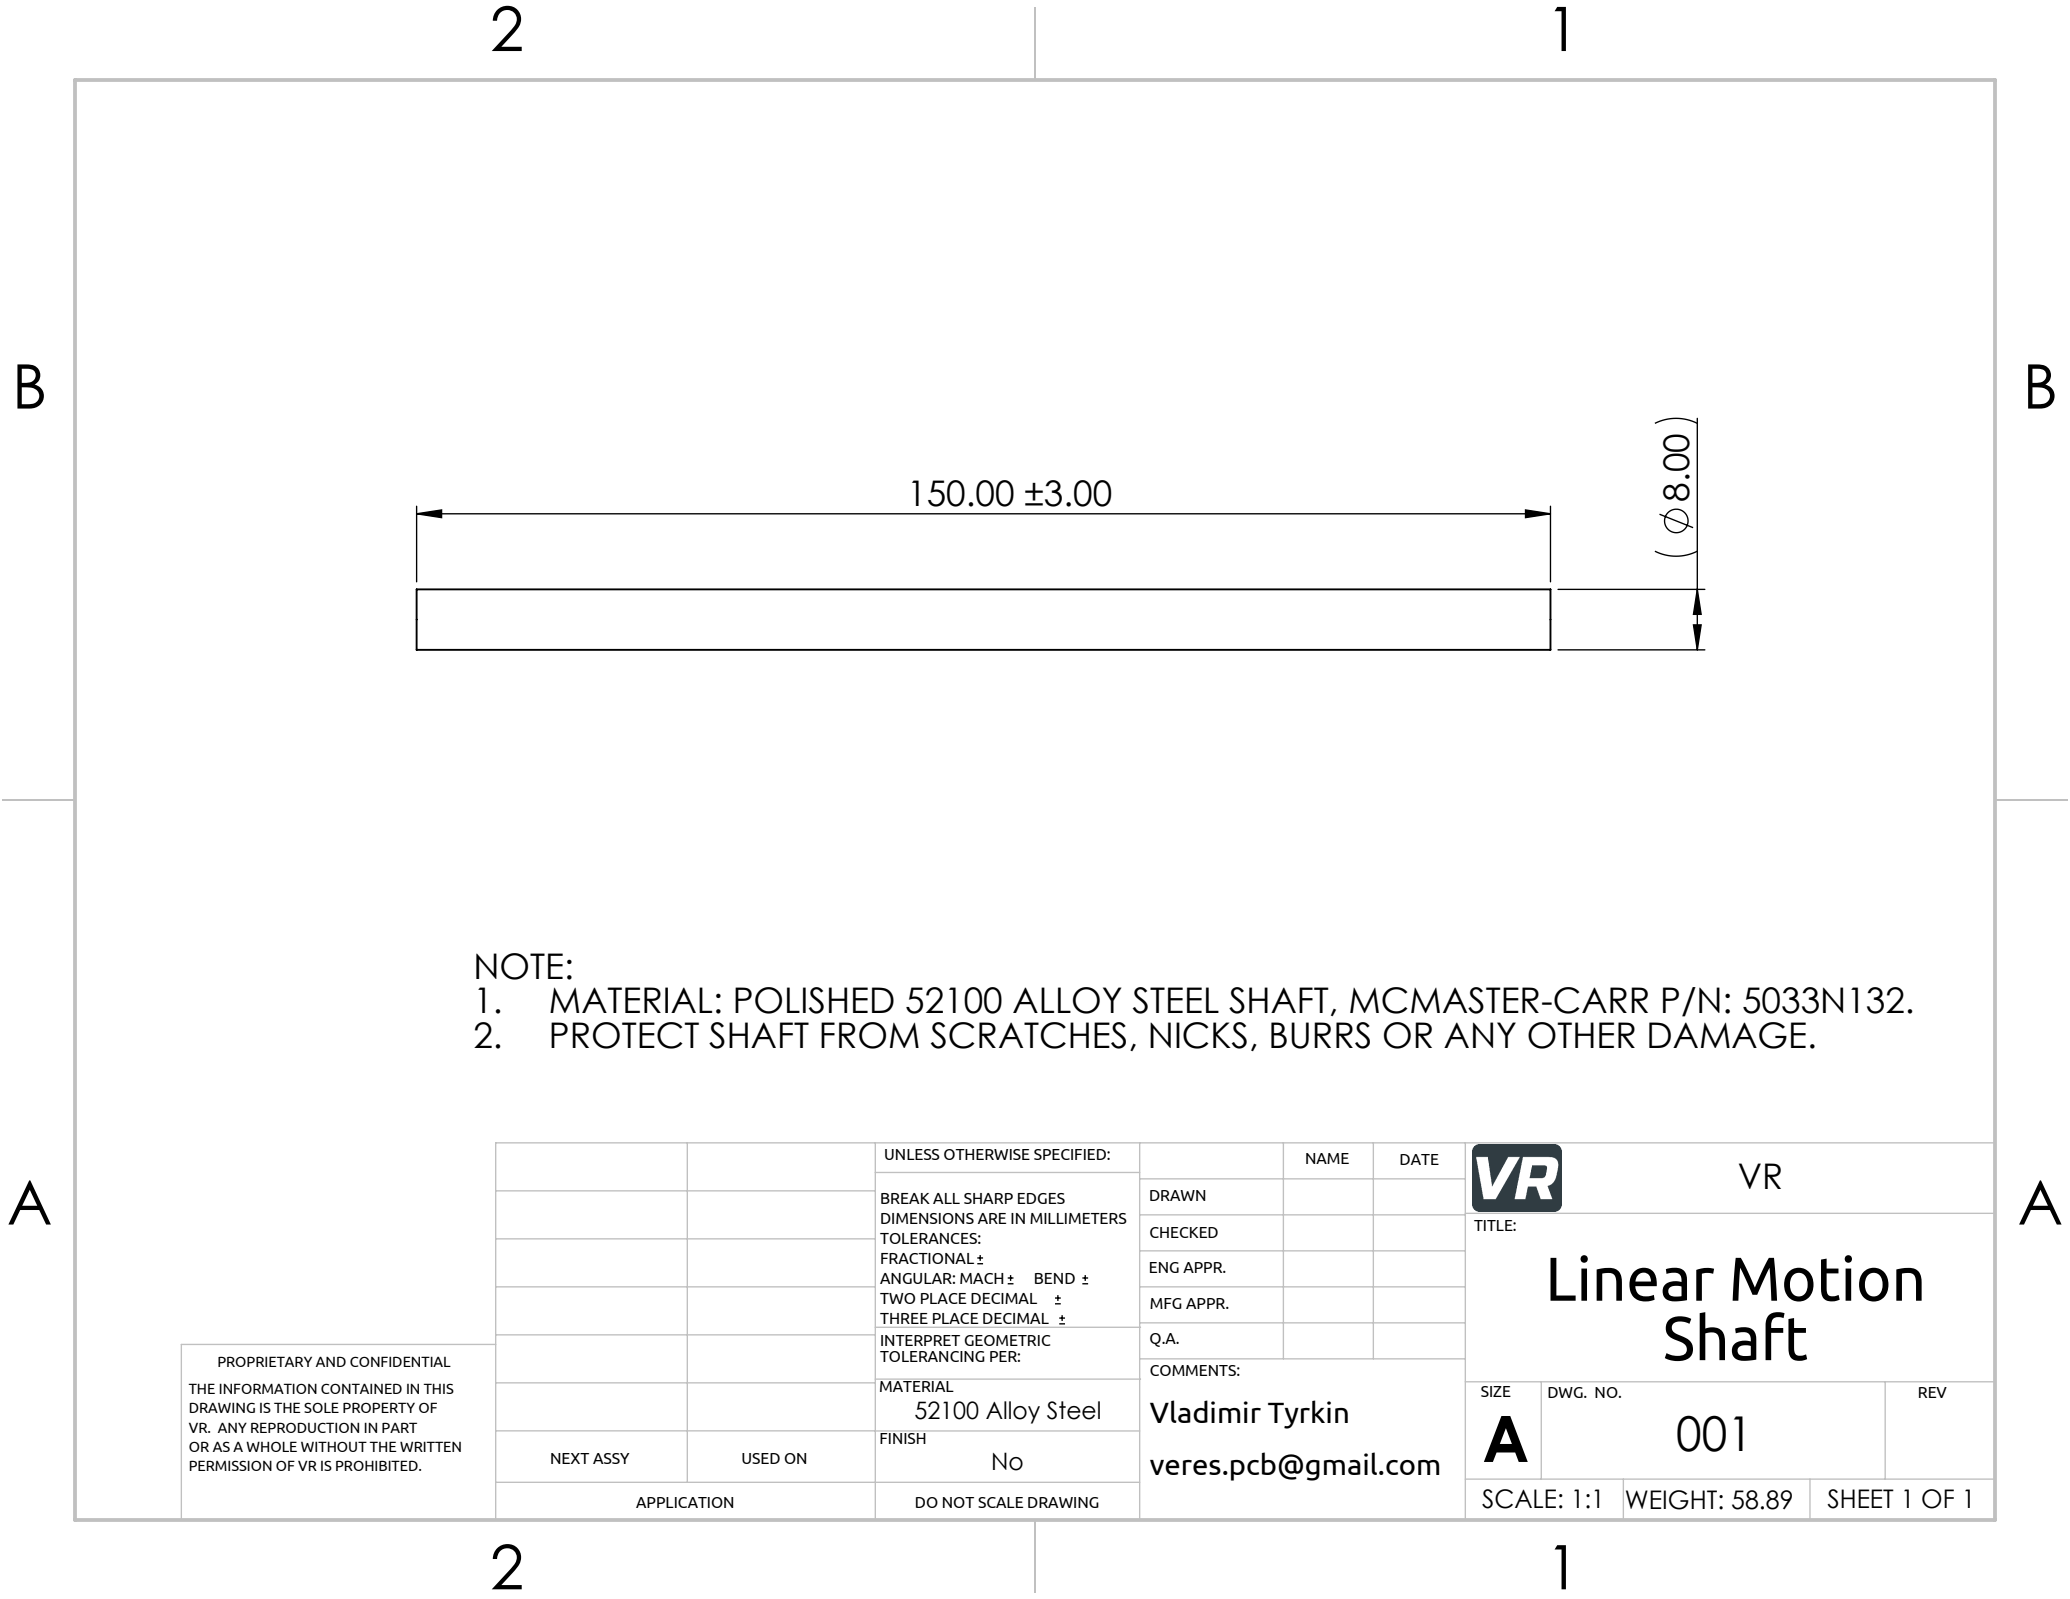 2
1
B
B
150.00 ±3.00
( ⌀8.00 )
NOTE:
1. MATERIAL: POLISHED 52100 ALLOY STEEL SHAFT, MCMASTER-CARR P/N: 5033N132.
2. PROTECT SHAFT FROM SCRATCHES, NICKS, BURRS OR ANY OTHER DAMAGE.
A
A
PROPRIETARY AND CONFIDENTIAL
THE INFORMATION CONTAINED IN THIS
DRAWING IS THE SOLE PROPERTY OF
VR. ANY REPRODUCTION IN PART
OR AS A WHOLE WITHOUT THE WRITTEN
PERMISSION OF VR IS PROHIBITED.
NEXT ASSY
USED ON
APPLICATION
UNLESS OTHERWISE SPECIFIED:
BREAK ALL SHARP EDGES
DIMENSIONS ARE IN MILLIMETERS
TOLERANCES:
FRACTIONAL ±
ANGULAR: MACH ± BEND ±
TWO PLACE DECIMAL ±
THREE PLACE DECIMAL ±
INTERPRET GEOMETRIC
TOLERANCING PER:
MATERIAL
52100 Alloy Steel
FINISH
No
DO NOT SCALE DRAWING
NAME
DATE
DRAWN
CHECKED
ENG APPR.
MFG APPR.
Q.A.
COMMENTS:
Vladimir Tyrkin
veres.pcb@gmail.com
VR
VR
TITLE:
Linear Motion
Shaft
SIZE
A
DWG. NO.
001
REV
SCALE: 1:1
WEIGHT: 58.89
SHEET 1 OF 1
2
1